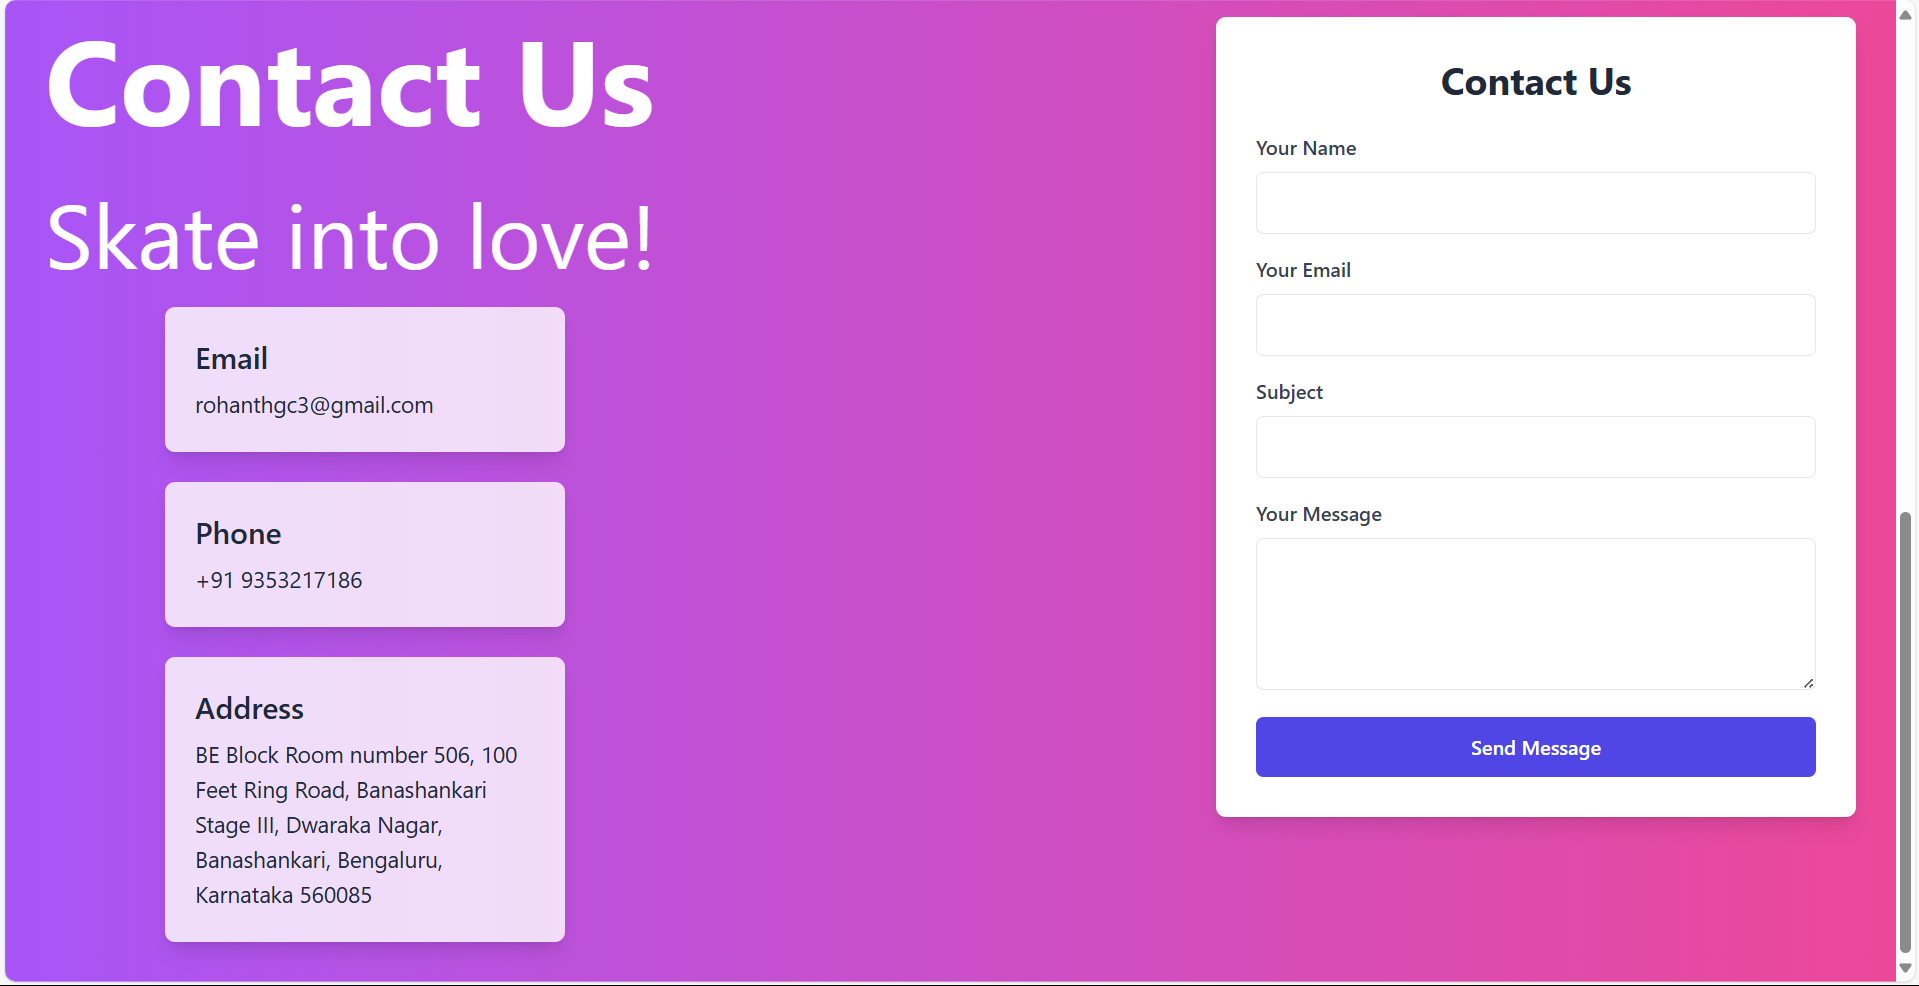 Contact Us
Skate into love!
Email
rohanthgc3@gmail.com
Phone
+91 9353217186
Address
BE Block Room number 506, 100
Feet Ring Road, Banashankari
Stage III, Dwaraka Nagar,
Banashankari, Bengaluru,
Karnataka 560085
Contact Us
Your Name
Your Email
Subject
Your Message
Send Message